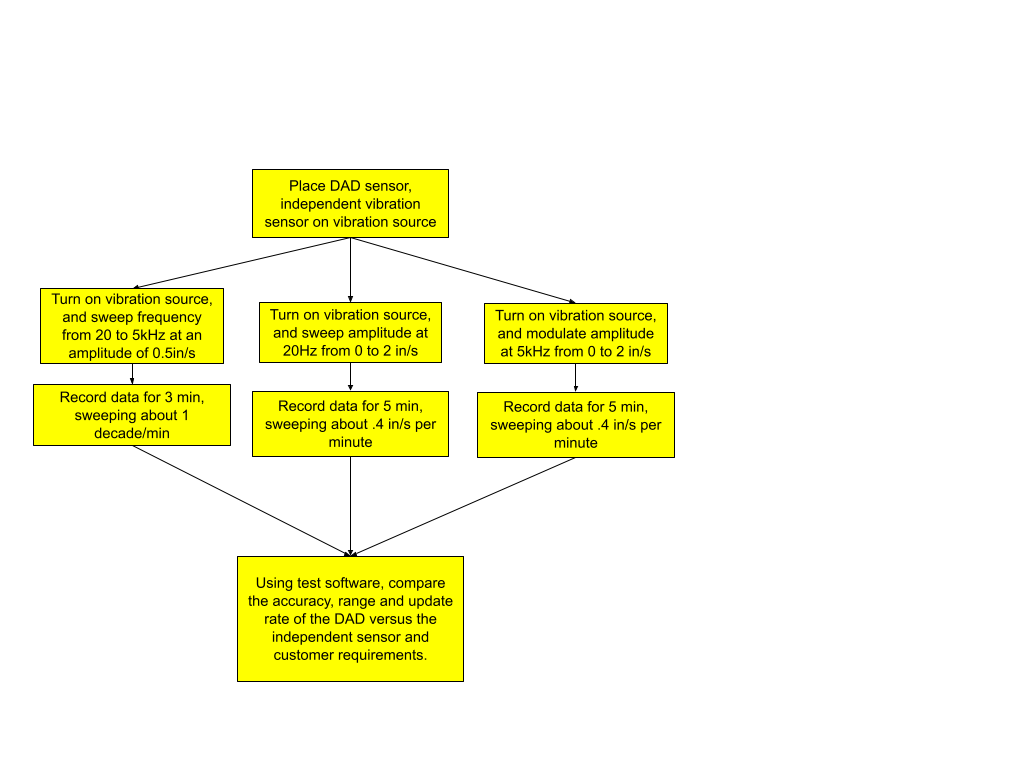 Place DAD sensor,
independent vibration
sensor on vibration source
Turn on vibration source,
and sweep frequency
from 20 to 5kHz at an
amplitude of 0.5in/s
Turn on vibration source,
and sweep amplitude at
20Hz from 0 to 2 in/s
Turn on vibration source,
and modulate amplitude
at 5kHz from 0 to 2 in/s
Record data for 3 min,
sweeping about 1
decade/min
Record data for 5 min,
sweeping about .4 in/s per
minute
Record data for 5 min,
sweeping about .4 in/s per
minute
Using test software, compare
the accuracy, range and update
rate of the DAD versus the
independent sensor and
customer requirements.